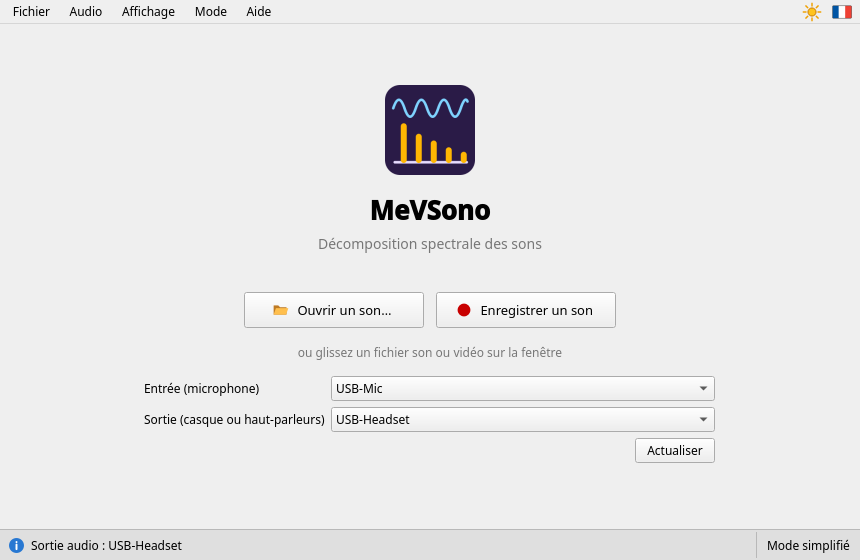 Fichier Audio Affichage Mode Aide
MeVSono
Décomposition spectrale des sons
Ouvrir un son... Enregistrer un son
ou glissez un fichier son ou vidéo sur la fenêtre
Entrée (microphone) USB-Mic
Sortie (casque ou haut-parleurs) USB-Headset
Actualiser
Sortie audio : USB-Headset Mode simplifié